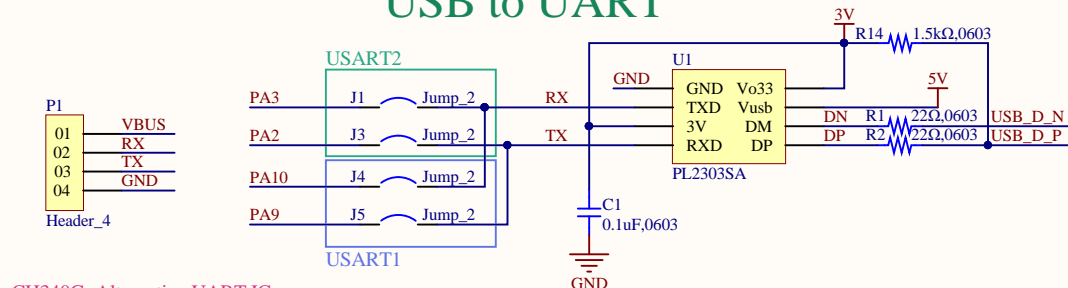 USB to UART
3V
R14 1.5kΩ,0603
USART2
U1
GND
5V
P1
PA3 J1 Jump_2 RX
GND Vo33
TXD Vusb
3V DM
RXD DP
DN R1 22Ω,0603 USB_D_N
DP R2 22Ω,0603 USB_D_P
01 VBUS
02 RX
03 TX
04 GND
PA2 J3 Jump_2 TX
PL2303SA
PA10 J4 Jump_2
PA9 J5 Jump_2
Header_4
C1
0.1uF,0603
USART1
GND